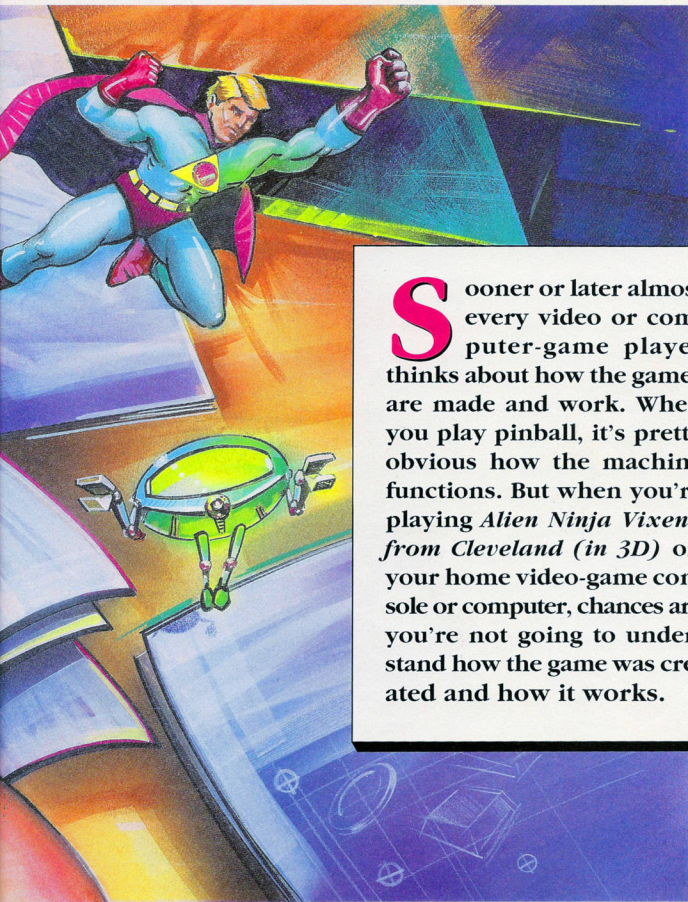 Sooner or later almos
every video or com
puter-game playe
thinks about how the game
are made and work. Whe
you play pinball, it's prett
obvious how the machin
functions. But when you'r
playing Alien Ninja Vixen
from Cleveland (in 3D) o
your home video-game con
sole or computer, chances ar
you're not going to under
stand how the game was cre
ated and how it works.